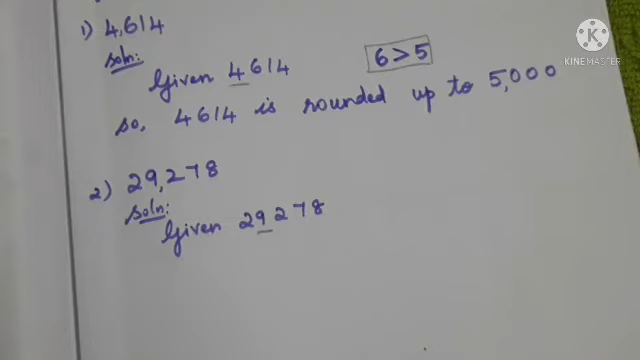 1) 4,614
Soln:
Given 4614
6 > 5
So, 4614 is rounded up to 5,000
2) 29,278
Soln:
Given 29278
K
KINEMASTER